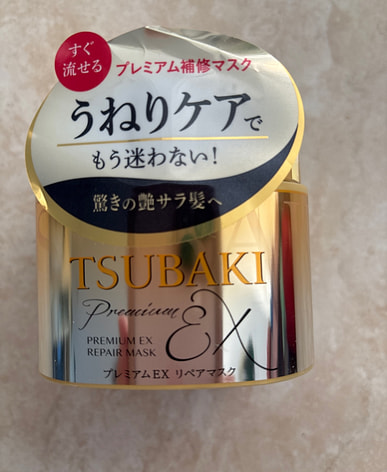 すぐ
流せる
プレミアム補修マスク
うねりケアで
もう迷わない！
驚きの艶サラ髪へ
TSUBAKI
Premium
EX
PREMIUM EX
REPAIR MASK
プレミアムEX リペアマスク